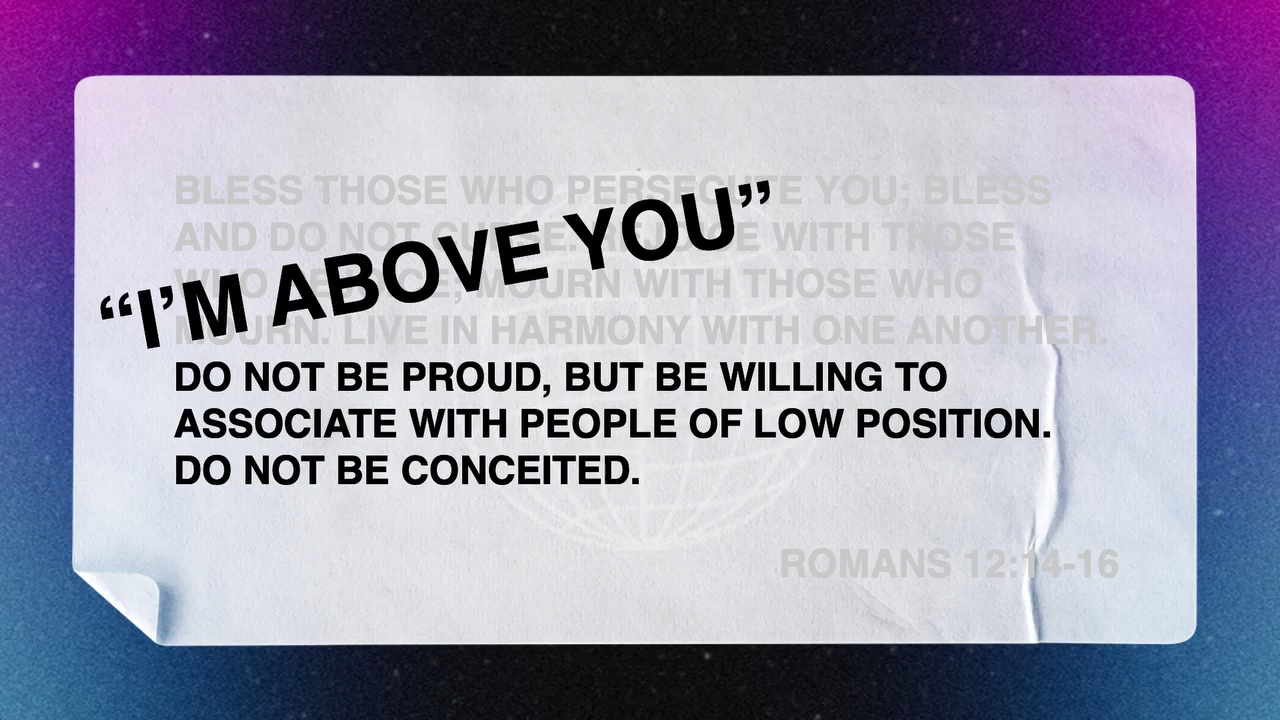 BLESS THOSE WHO PERSECUTE YOU; BLESS
AND DO NOT CURSE. REJOICE WITH THOSE
WHO REJOICE, MOURN WITH THOSE WHO
MOURN. LIVE IN HARMONY WITH ONE ANOTHER.
“I’M ABOVE YOU”
DO NOT BE PROUD, BUT BE WILLING TO
ASSOCIATE WITH PEOPLE OF LOW POSITION.
DO NOT BE CONCEITED.
ROMANS 12:14-16